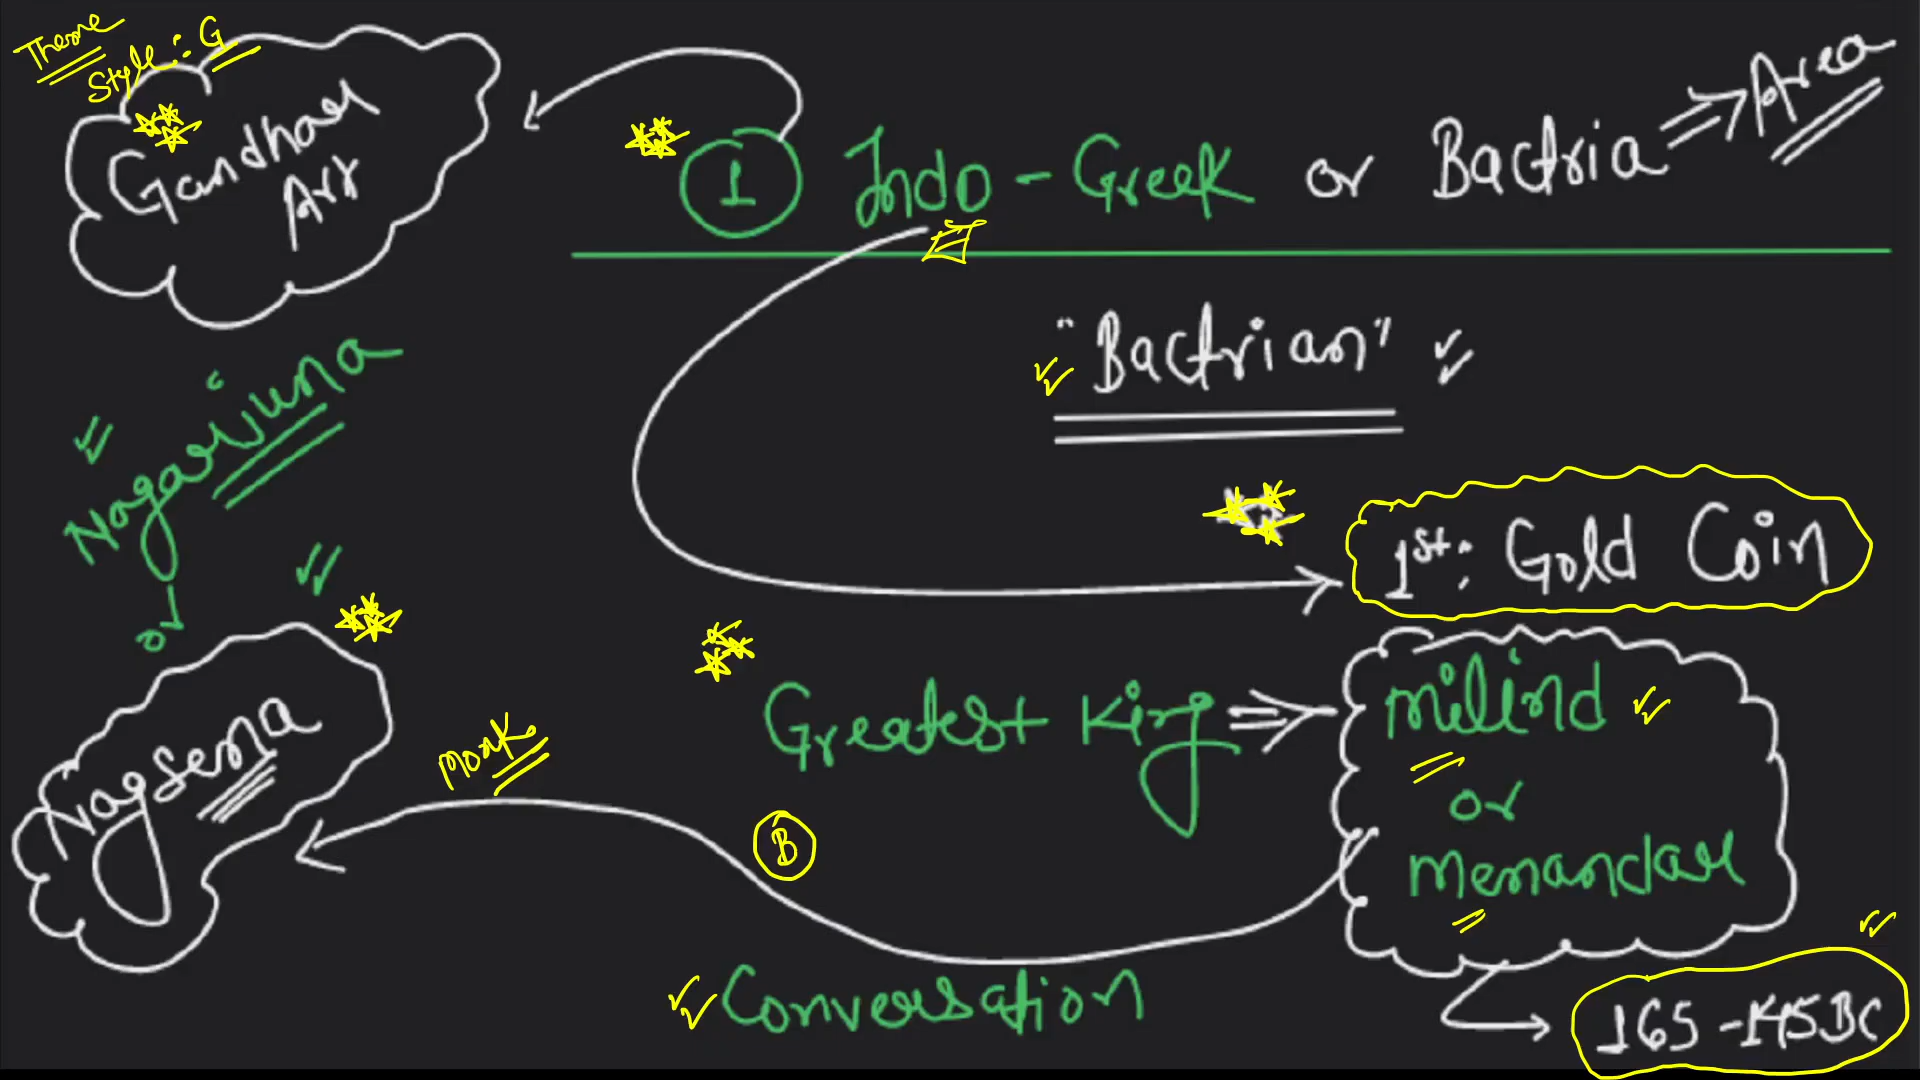 Theme
Style: G
Gandhar
Art
1 Indo-Greek or Bactria ⇒ Area
"Bactrian"
Nagarjuna
or
Nagsena
1st: Gold Coin
Greatest King ⇒ milind
or
menandar
monk
B
Conversation
165-145BC